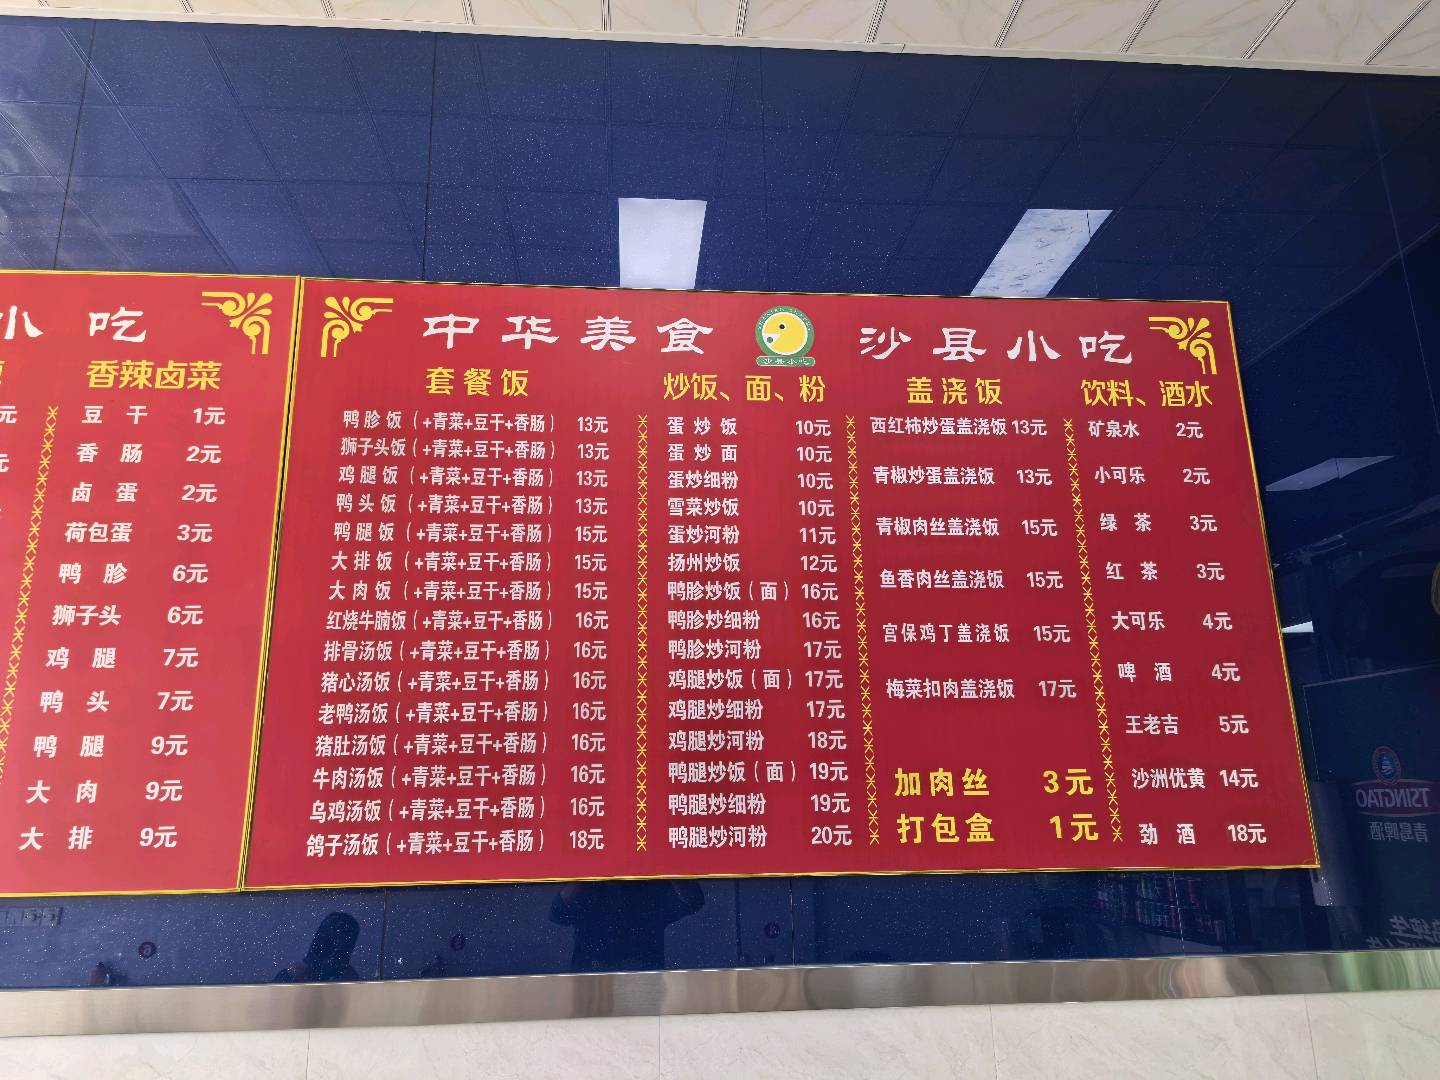 小 吃
香辣卤菜
豆 干 1元
香 肠 2元
卤 蛋 2元
荷包蛋 3元
鸭 胗 6元
狮子头 6元
鸡 腿 7元
鸭 头 7元
鸭 腿 9元
大 肉 9元
大 排 9元
中华美食 沙县小吃
沙县小吃
套餐饭
鸭胗饭（+青菜+豆干+香肠） 13元
狮子头饭（+青菜+豆干+香肠） 13元
鸡腿饭（+青菜+豆干+香肠） 13元
鸭头饭（+青菜+豆干+香肠） 13元
鸭腿饭（+青菜+豆干+香肠） 15元
大排饭（+青菜+豆干+香肠） 15元
大肉饭（+青菜+豆干+香肠） 15元
红烧牛腩饭（+青菜+豆干+香肠） 16元
排骨汤饭（+青菜+豆干+香肠） 16元
猪心汤饭（+青菜+豆干+香肠） 16元
老鸭汤饭（+青菜+豆干+香肠） 16元
猪肚汤饭（+青菜+豆干+香肠） 16元
牛肉汤饭（+青菜+豆干+香肠） 16元
乌鸡汤饭（+青菜+豆干+香肠） 16元
鸽子汤饭（+青菜+豆干+香肠） 18元
炒饭、面、粉
蛋 炒 饭 10元
蛋 炒 面 10元
蛋炒细粉 10元
雪菜炒饭 10元
蛋炒河粉 11元
扬州炒饭 12元
鸭胗炒饭（面） 16元
鸭胗炒细粉 16元
鸭胗炒河粉 17元
鸡腿炒饭（面） 17元
鸡腿炒细粉 17元
鸡腿炒河粉 18元
鸭腿炒饭（面） 19元
鸭腿炒细粉 19元
鸭腿炒河粉 20元
盖浇饭
西红柿炒蛋盖浇饭 13元
青椒炒蛋盖浇饭 13元
青椒肉丝盖浇饭 15元
鱼香肉丝盖浇饭 15元
宫保鸡丁盖浇饭 15元
梅菜扣肉盖浇饭 17元
加肉丝 3元
打包盒 1元
饮料、酒水
矿泉水 2元
小可乐 2元
绿 茶 3元
红 茶 3元
大可乐 4元
啤 酒 4元
王老吉 5元
沙洲优黄 14元
劲 酒 18元
TSINGTAO
青岛啤酒